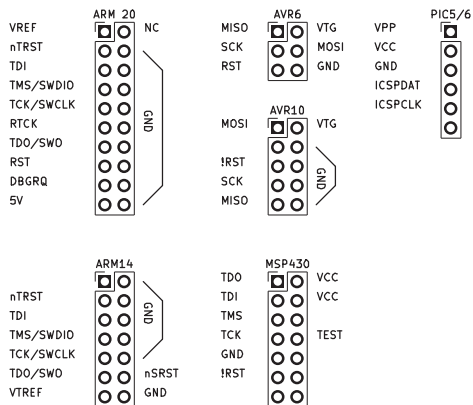 ARM 20
VREF
NC
nTRST
TDI
TMS/SWDIO
TCK/SWCLK
RTCK
TDO/SWO
RST
DBGRQ
5V
GND
AVR6
MISO
VTG
SCK
MOSI
RST
GND
AVR10
MOSI
VTG
!RST
SCK
MISO
GND
PIC5/6
VPP
VCC
GND
ICSPDAT
ICSPCLK
ARM14
nTRST
TDI
TMS/SWDIO
TCK/SWCLK
TDO/SWO
nSRST
VTREF
GND
GND
MSP430
TDO
VCC
TDI
VCC
TMS
TCK
TEST
GND
!RST